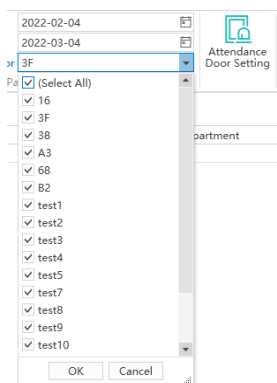 2022-02-04
2022-03-04
Attendance
Door Setting
or
3F
Pa
(Select All)
16
3F
38
partment
A3
68
B2
test1
test2
test3
test4
test5
test7
test8
test9
test10
OK Cancel